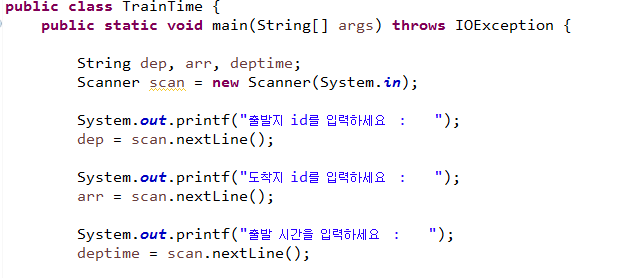 public class TrainTime {
public static void main(String[] args) throws IOException {
String dep, arr, deptime;
Scanner scan = new Scanner(System.in);
System.out.printf("출발지 id를 입력하세요 :   ");
dep = scan.nextLine();
System.out.printf("도착지 id를 입력하세요 :   ");
arr = scan.nextLine();
System.out.printf("출발 시간을 입력하세요 :   ");
deptime = scan.nextLine();